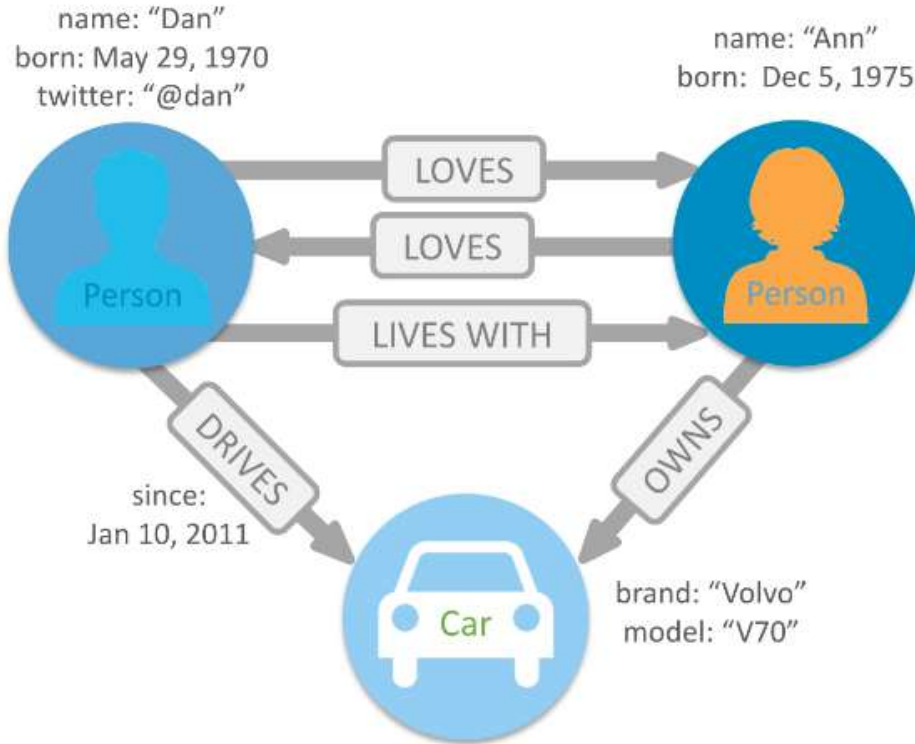 name: “Dan”
born: May 29, 1970
twitter: “@dan”
name: “Ann”
born:  Dec 5, 1975
LOVES
LOVES
Person
Person
LIVES WITH
DRIVES
OWNS
since:
Jan 10, 2011
Car
brand: “Volvo”
model: “V70”